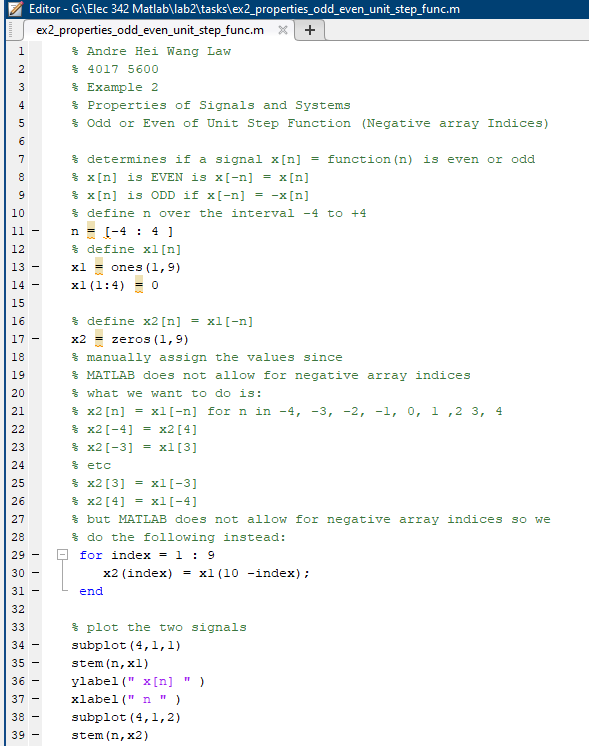 Editor - G:\Elec 342 Matlab\lab2\tasks\ex2_properties_odd_even_unit_step_func.m
ex2_properties_odd_even_unit_step_func.m × +
1 % Andre Hei Wang Law
2 % 4017 5600
3 % Example 2
4 % Properties of Signals and Systems
5 % Odd or Even of Unit Step Function (Negative array Indices)
6
7 % determines if a signal x[n] = function(n) is even or odd
8 % x[n] is EVEN is x[-n] = x[n]
9 % x[n] is ODD if x[-n] = -x[n]
10 % define n over the interval -4 to +4
11 – n = [-4 : 4 ]
12 % define x1[n]
13 – x1 = ones(1,9)
14 – x1(1:4) = 0
15
16 % define x2[n] = x1[-n]
17 – x2 = zeros(1,9)
18 % manually assign the values since
19 % MATLAB does not allow for negative array indices
20 % what we want to do is:
21 % x2[n] = x1[-n] for n in -4, -3, -2, -1, 0, 1 ,2 3, 4
22 % x2[-4] = x2[4]
23 % x2[-3] = x1[3]
24 % etc
25 % x2[3] = x1[-3]
26 % x2[4] = x1[-4]
27 % but MATLAB does not allow for negative array indices so we
28 % do the following instead:
29 – for index = 1 : 9
30 – x2(index) = x1(10 -index);
31 – end
32
33 % plot the two signals
34 – subplot(4,1,1)
35 – stem(n,x1)
36 – ylabel(" x[n] " )
37 – xlabel(" n " )
38 – subplot(4,1,2)
39 – stem(n,x2)